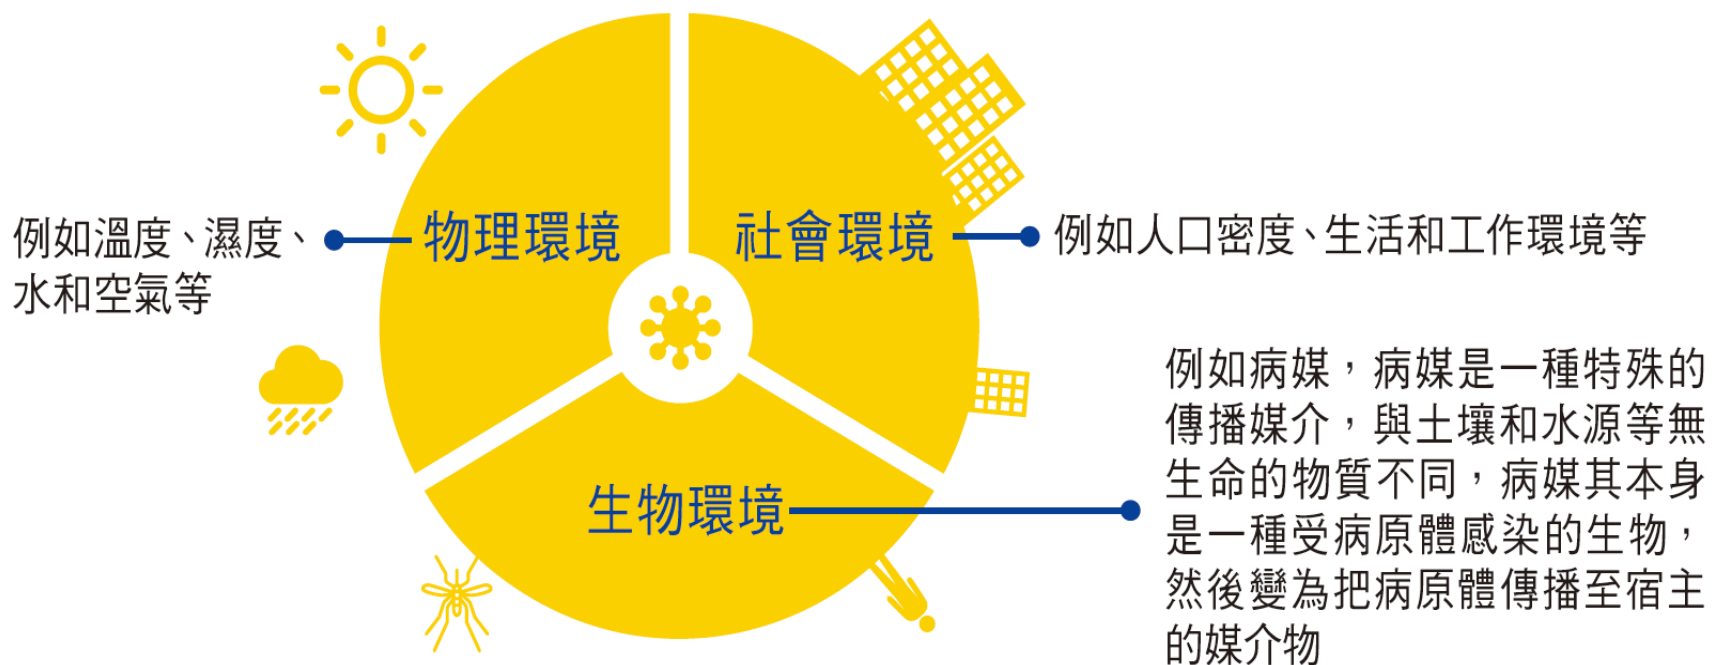 物理環境
例如溫度、濕度、
水和空氣等
社會環境
例如人口密度、生活和工作環境等
生物環境
例如病媒，病媒是一種特殊的
傳播媒介，與土壤和水源等無
生命的物質不同，病媒其本身
是一種受病原體感染的生物，
然後變為把病原體傳播至宿主
的媒介物